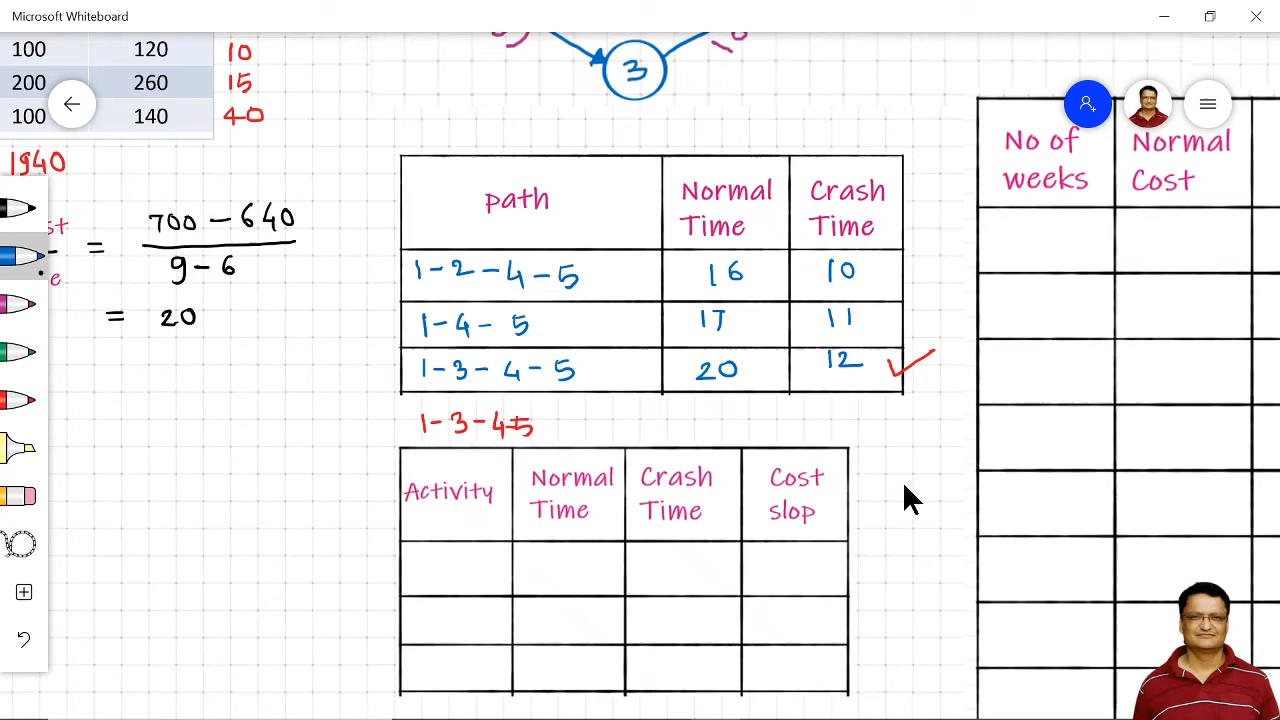 Microsoft Whiteboard
100 120 10
200 260 15
100 140 40
1940
st = 700 - 640
e 9 - 6
= 20
3
path Normal Time Crash Time
1-2-4-5 16 10
1-4-5 17 11
1-3-4-5 20 12
1-3-4-5
Activity Normal Time Crash Time Cost slop
No of weeks Normal Cost